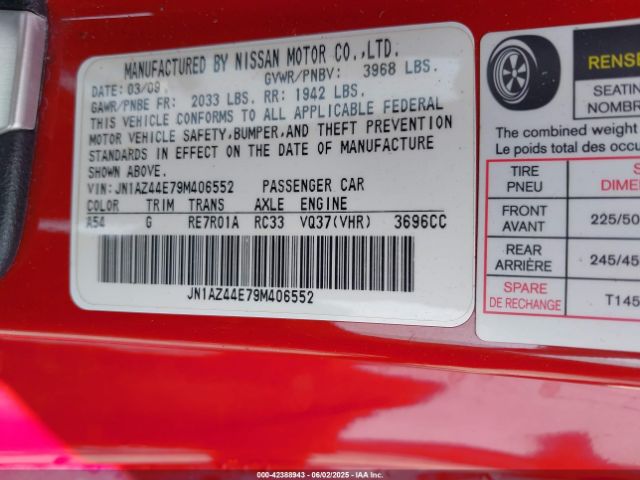 MANUFACTURED BY NISSAN MOTOR CO.,LTD.
DATE: 03/09 GVWR/PNBV: 3968 LBS.
GAWR/PNBE FR: 2033 LBS. RR: 1942 LBS.
THIS VEHICLE CONFORMS TO ALL APPLICABLE FEDERAL
MOTOR VEHICLE SAFETY,BUMPER,AND THEFT PREVENTION
STANDARDS IN EFFECT ON THE DATE OF MANUFACTURE
SHOWN ABOVE.
VIN: JN1AZ44E79M406552 PASSENGER CAR
COLOR TRIM TRANS AXLE ENGINE
A54 G RE7R01A RC33 VQ37(VHR) 3696CC
JN1AZ44E79M406552
RENSE
SEATIN
NOMBR
The combined weight
Le poids total des occu
TIRE
PNEU
S
DIMEN
FRONT
AVANT
225/50
REAR
ARRIÈRE
245/45
SPARE
DE RECHANGE
T145
000-42388943 - 06/02/2025 - IAAI.COM